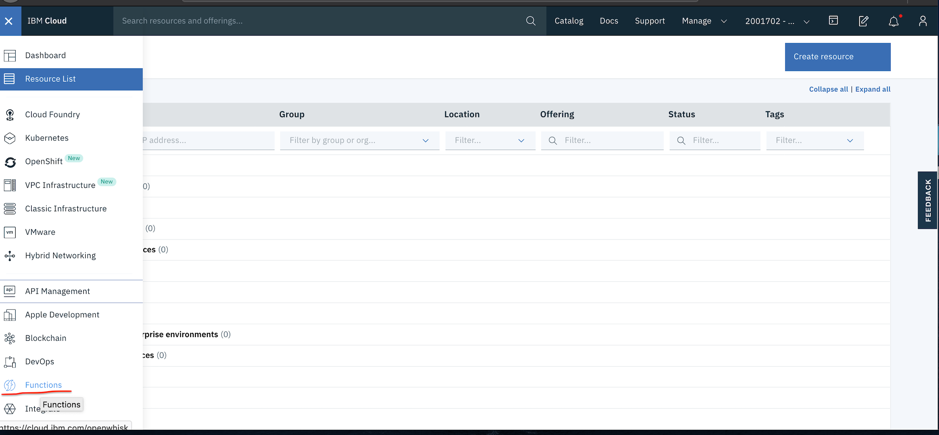 IBM Cloud
Search resources and offerings...
Catalog
Docs
Support
Manage
2001702 - ...
Dashboard
Resource List
Cloud Foundry
Kubernetes
OpenShift New
VPC Infrastructure New
Classic Infrastructure
VMware
Hybrid Networking
API Management
Apple Development
Blockchain
DevOps
Functions
Functions
https://cloud.ibm.com/openwhisk
Create resource
Collapse all | Expand all
Group
Location
Offering
Status
Tags
P address...
Filter by group or org...
Filter...
Filter...
Filter...
Filter...
0)
(0)
ces (0)
rprise environments (0)
ces (0)
FEEDBACK